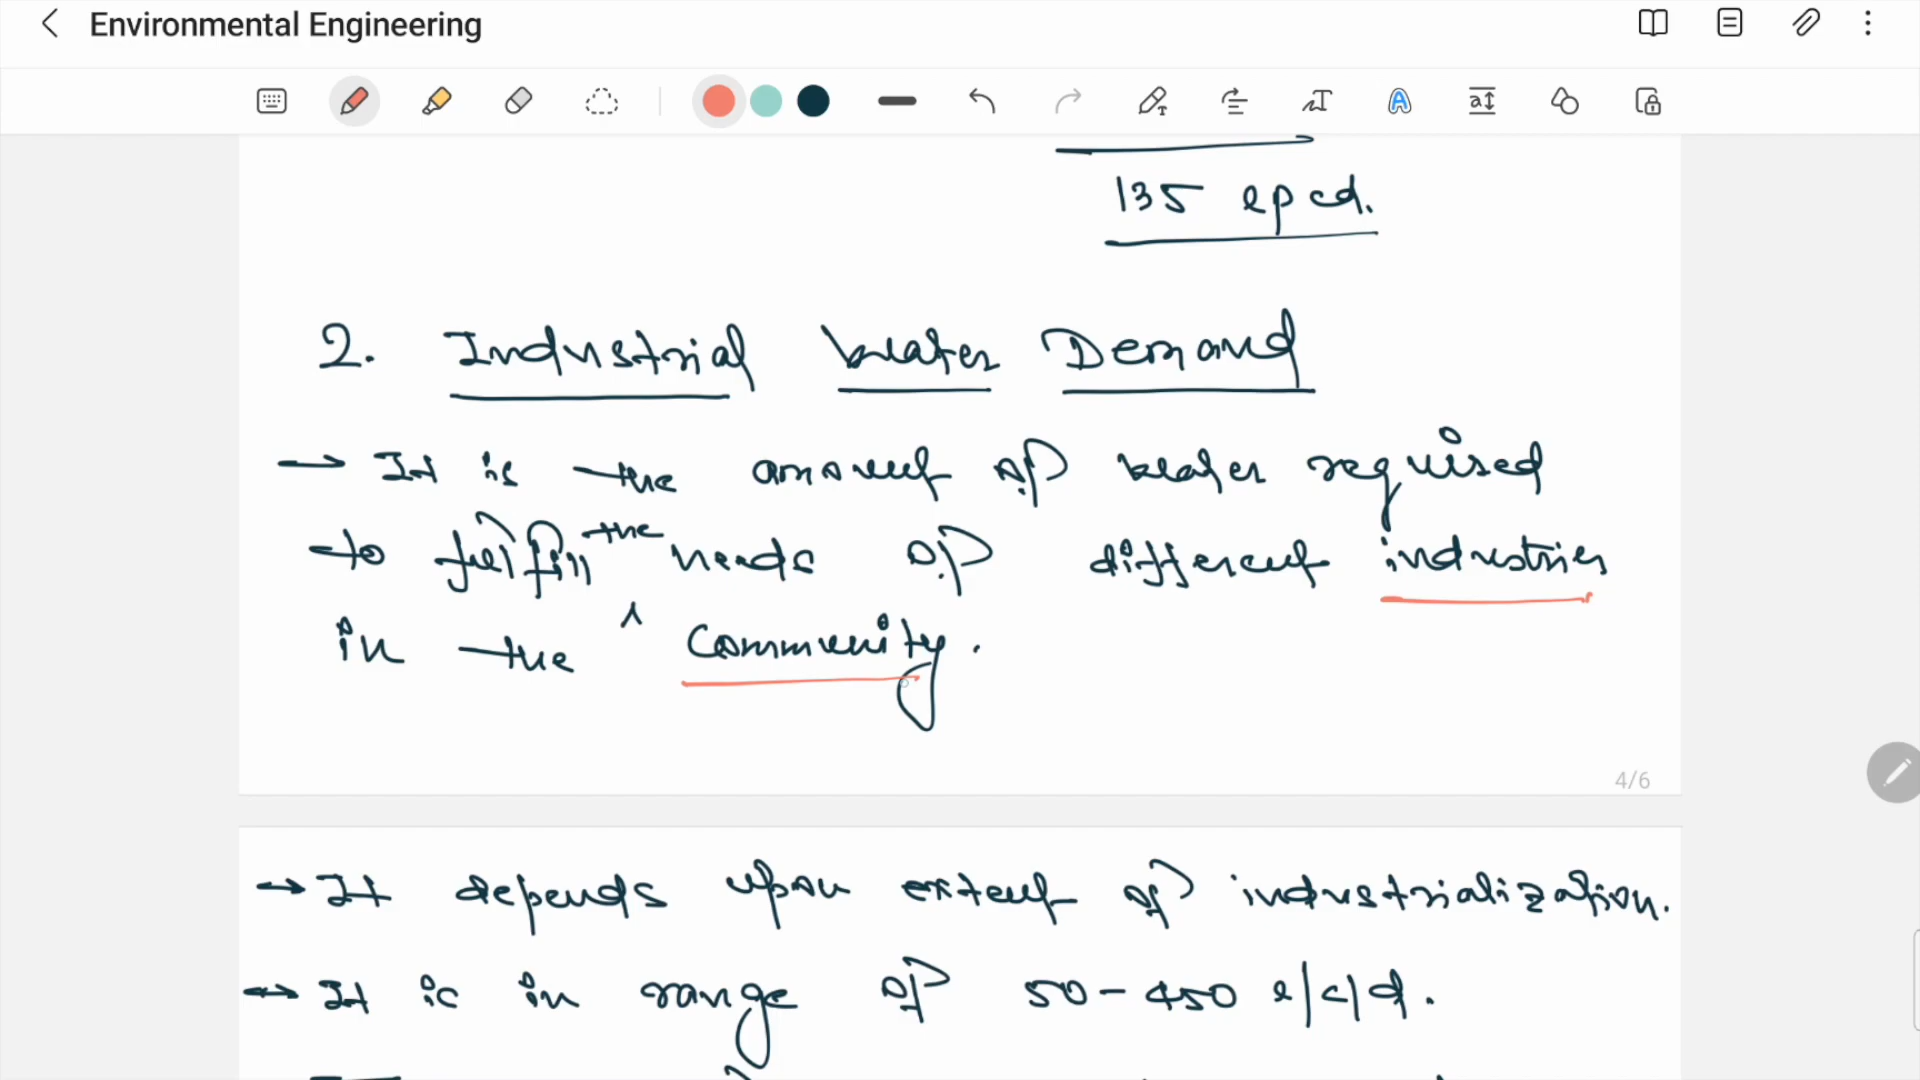 Environmental Engineering
135 lpcd.
2. Industrial Water Demand
→ It is the amount of water required
to fulfill the needs of different industries
in the community.
4/6
→ It depends upon extent of industrialization.
→ It is in range of 50-450 l/c/d.